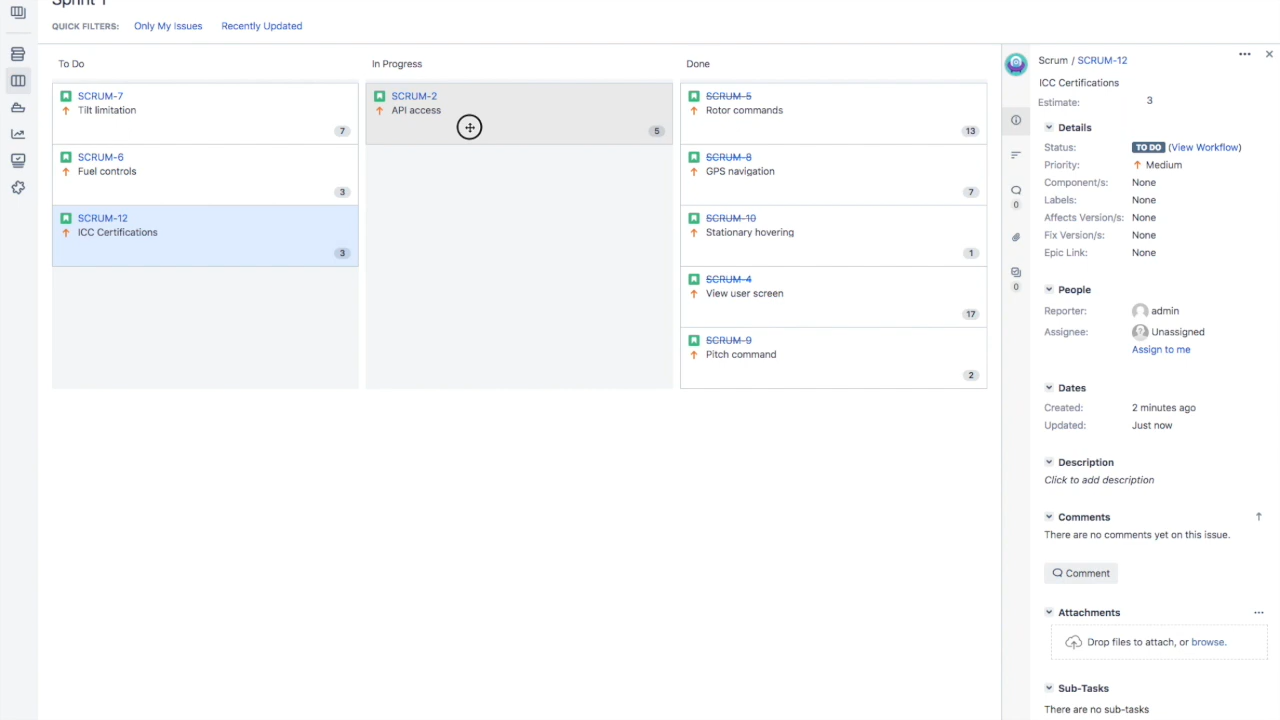 Sprint 1
QUICK FILTERS: Only My Issues Recently Updated
To Do
SCRUM-7
Tilt limitation
7
SCRUM-6
Fuel controls
3
SCRUM-12
ICC Certifications
3
In Progress
SCRUM-2
API access
5
Done
SCRUM-5
Rotor commands
13
SCRUM-8
GPS navigation
7
SCRUM-10
Stationary hovering
1
SCRUM-4
View user screen
17
SCRUM-9
Pitch command
2
0
0
Scrum / SCRUM-12
ICC Certifications
Estimate: 3
Details
Status: TO DO (View Workflow)
Priority: Medium
Component/s: None
Labels: None
Affects Version/s: None
Fix Version/s: None
Epic Link: None
People
Reporter: admin
Assignee: Unassigned
Assign to me
Dates
Created: 2 minutes ago
Updated: Just now
Description
Click to add description
Comments
There are no comments yet on this issue.
Comment
Attachments
Drop files to attach, or browse.
Sub-Tasks
There are no sub-tasks